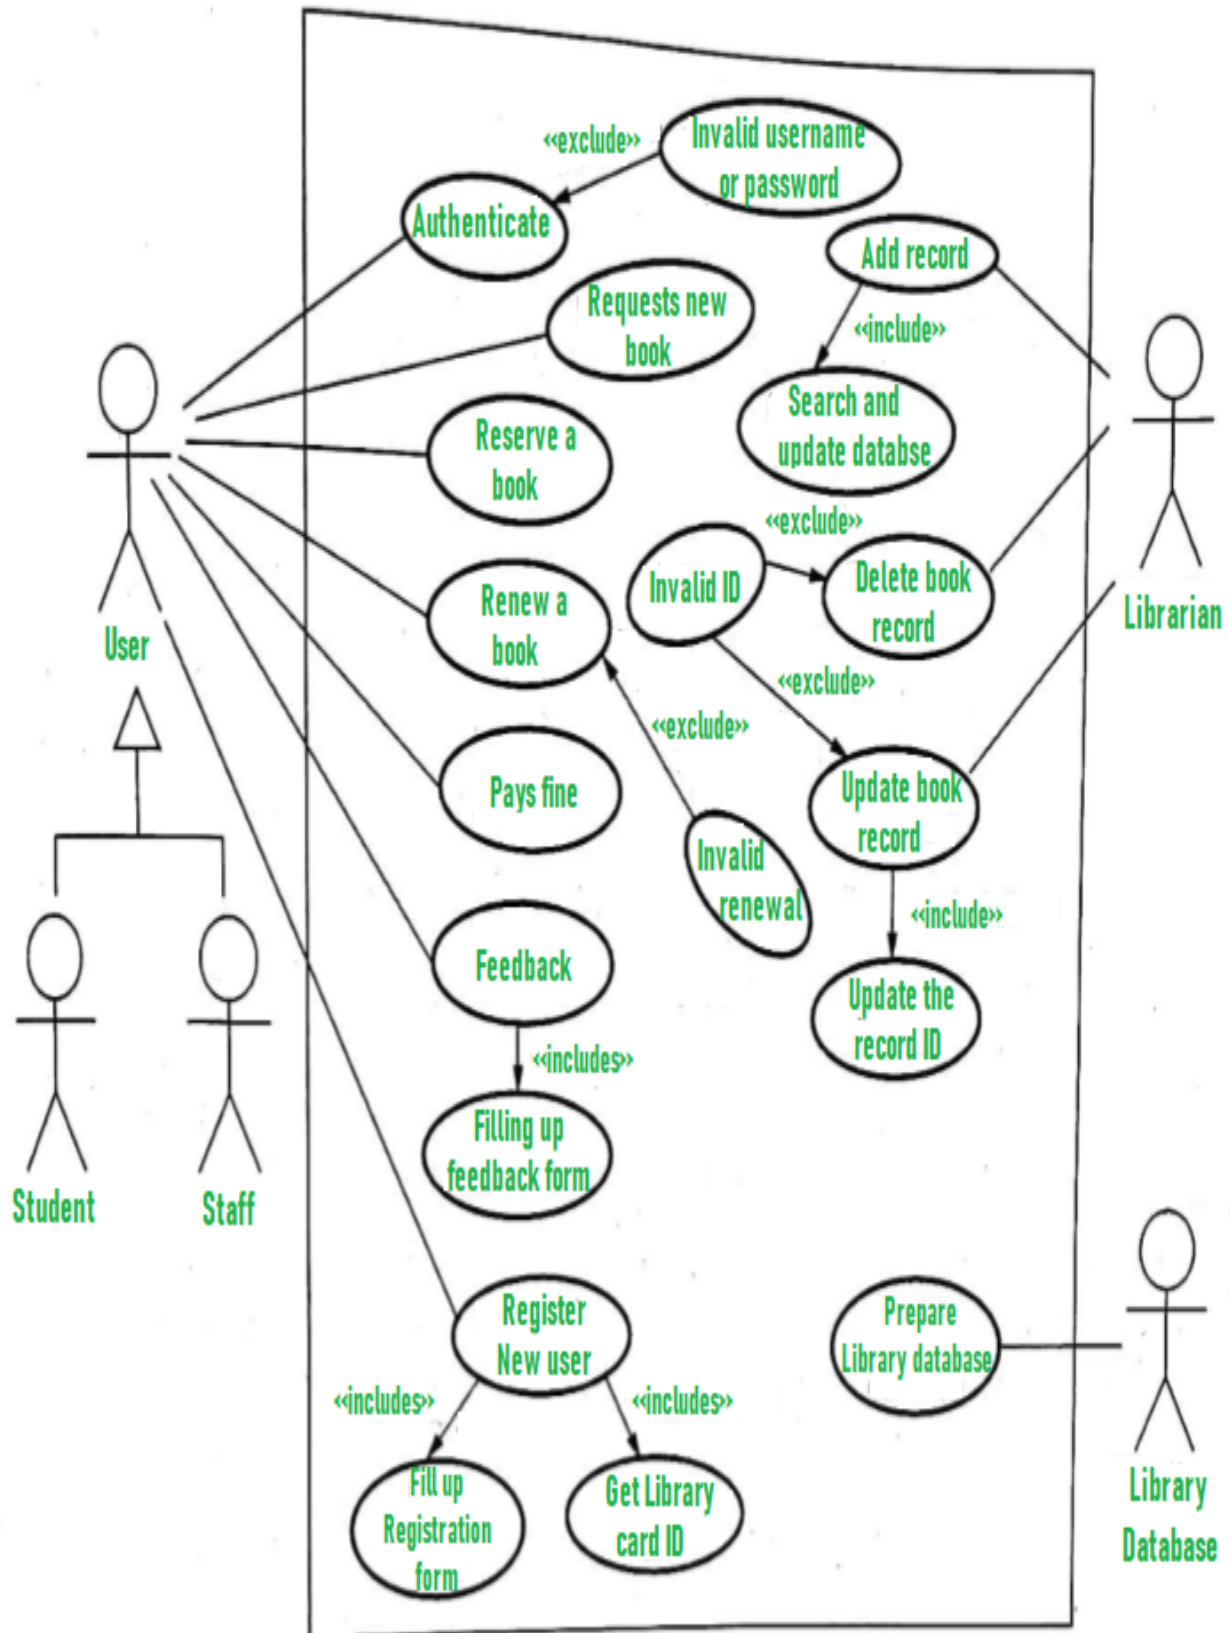 «exclude»
Invalid username
or password
Authenticate
Add record
Requests new
book
«include»
Search and
update databse
Reserve a
book
«exclude»
Invalid ID
Delete book
record
Renew a
book
User
Librarian
«exclude»
«exclude»
Pays fine
Update book
record
Invalid
renewal
«include»
Feedback
Update the
record ID
«includes»
Filling up
feedback form
Student
Staff
Register
New user
Prepare
Library database
«includes»
«includes»
Fill up
Registration
form
Get Library
card ID
Library
Database